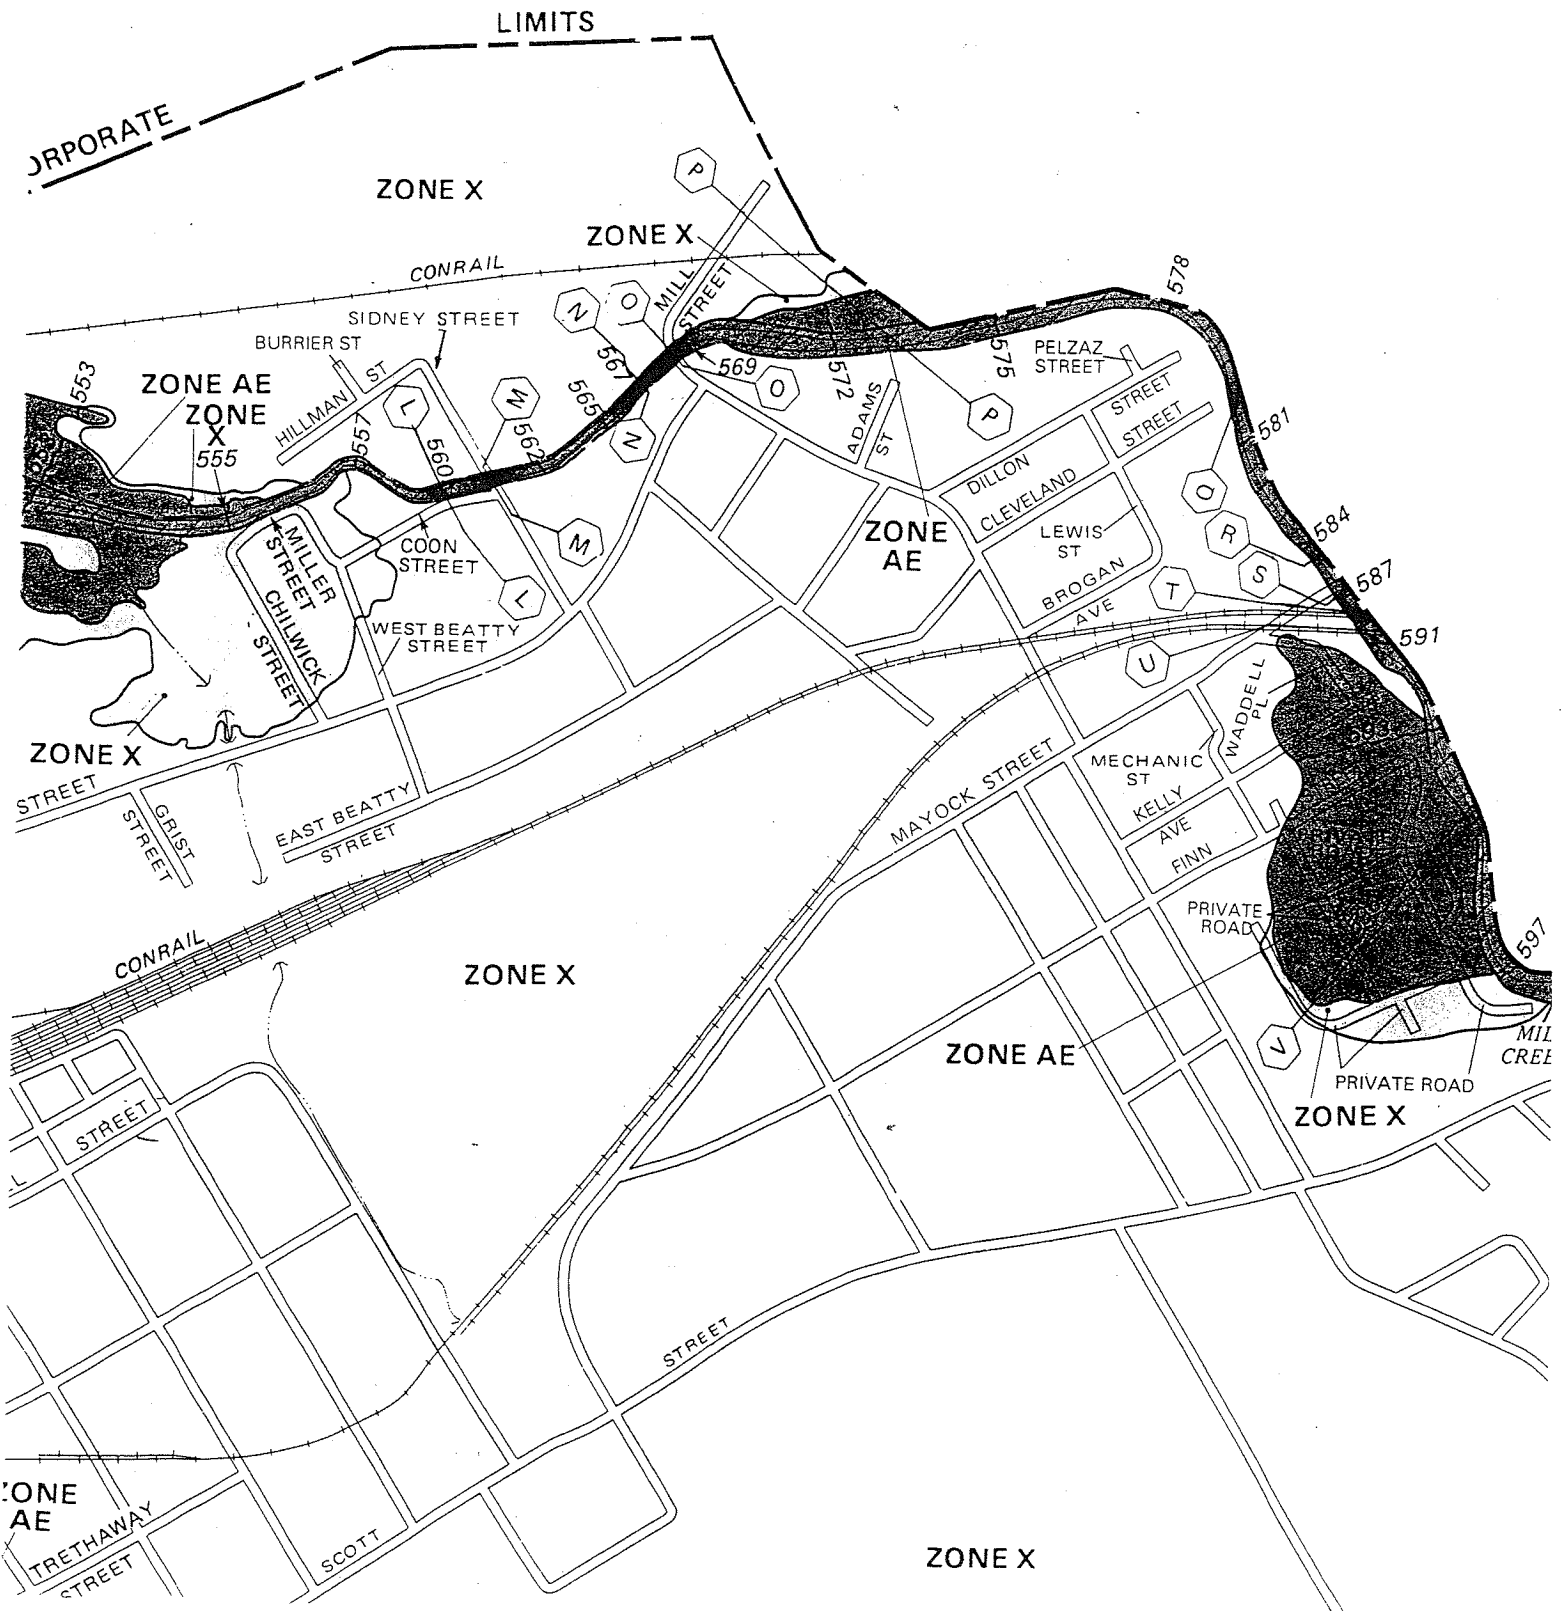 LIMITS
ORPORATE
ZONE X
P
ZONE X
CONRAIL
MILL
STREET
578
SIDNEY STREET
N
O
BURRIER ST
567
569
575
PELZAZ
STREET
553
ZONE AE
ZONE
X
555
HILLMAN ST
L
M
565
O
572
ADAMS
ST
P
STREET
STREET
581
557
560
562
N
DILLON
CLEVELAND
Q
584
MILLER
STREET
COON
STREET
M
ZONE
AE
LEWIS
ST
R
S
587
CHILWICK
STREET
L
BROGAN
AVE
T
WEST BEATTY
STREET
591
U
WADDELL
PL
ZONE X
STREET
GRIST
STREET
EAST BEATTY
STREET
MAYOCK STREET
MECHANIC
ST
593
KELLY
AVE
FINN
CONRAIL
ZONE X
PRIVATE
ROAD
597
ZONE AE
V
MIL
CREE
PRIVATE ROAD
ZONE X
STREET
STREET
ZONE
AE
TRETHAWAY
STREET
SCOTT
ZONE X